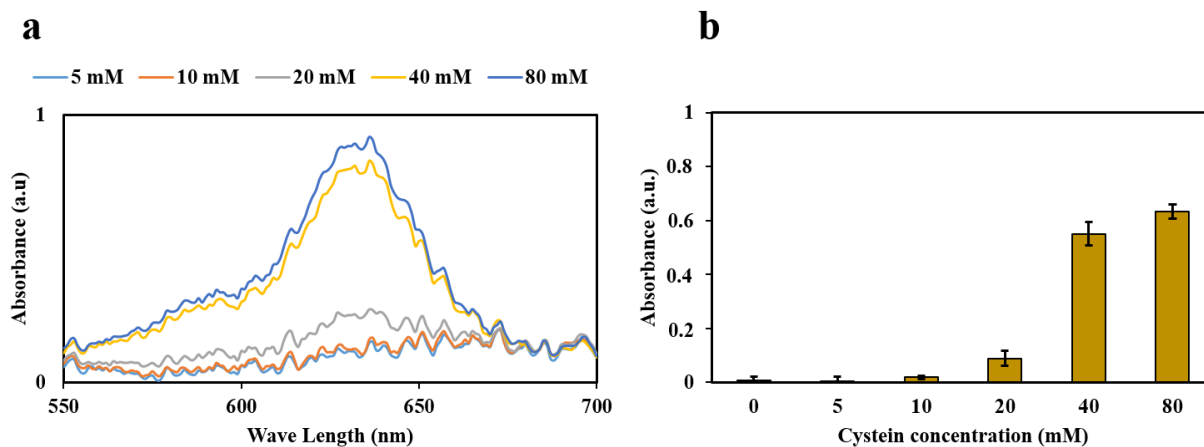 a
5 mM 10 mM 20 mM 40 mM 80 mM
1
Absorbance (a.u)
0
550 600 650 700
Wave Length (nm)
b
1
0.8
0.6
0.4
0.2
0
Absorbance (a.u.)
0 5 10 20 40 80
Cystein concentration (mM)